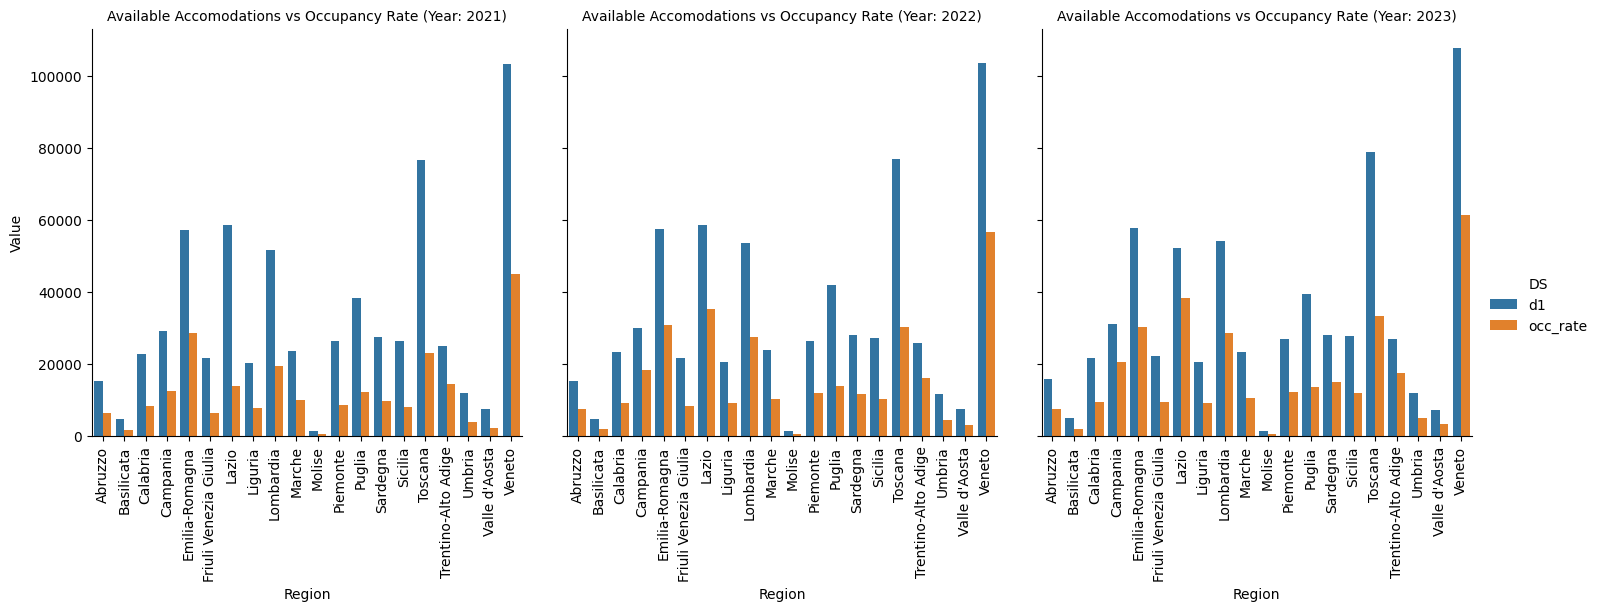 Available Accomodations vs Occupancy Rate (Year: 2021)
Available Accomodations vs Occupancy Rate (Year: 2022)
Available Accomodations vs Occupancy Rate (Year: 2023)
Value
100000
80000
60000
40000
20000
0
Abruzzo
Basilicata
Calabria
Campania
Emilia-Romagna
Friuli Venezia Giulia
Lazio
Liguria
Lombardia
Marche
Molise
Piemonte
Puglia
Sardegna
Sicilia
Toscana
Trentino-Alto Adige
Umbria
Valle d'Aosta
Veneto
Region
Abruzzo
Basilicata
Calabria
Campania
Emilia-Romagna
Friuli Venezia Giulia
Lazio
Liguria
Lombardia
Marche
Molise
Piemonte
Puglia
Sardegna
Sicilia
Toscana
Trentino-Alto Adige
Umbria
Valle d'Aosta
Veneto
Region
Abruzzo
Basilicata
Calabria
Campania
Emilia-Romagna
Friuli Venezia Giulia
Lazio
Liguria
Lombardia
Marche
Molise
Piemonte
Puglia
Sardegna
Sicilia
Toscana
Trentino-Alto Adige
Umbria
Valle d'Aosta
Veneto
Region
DS
d1
occ_rate